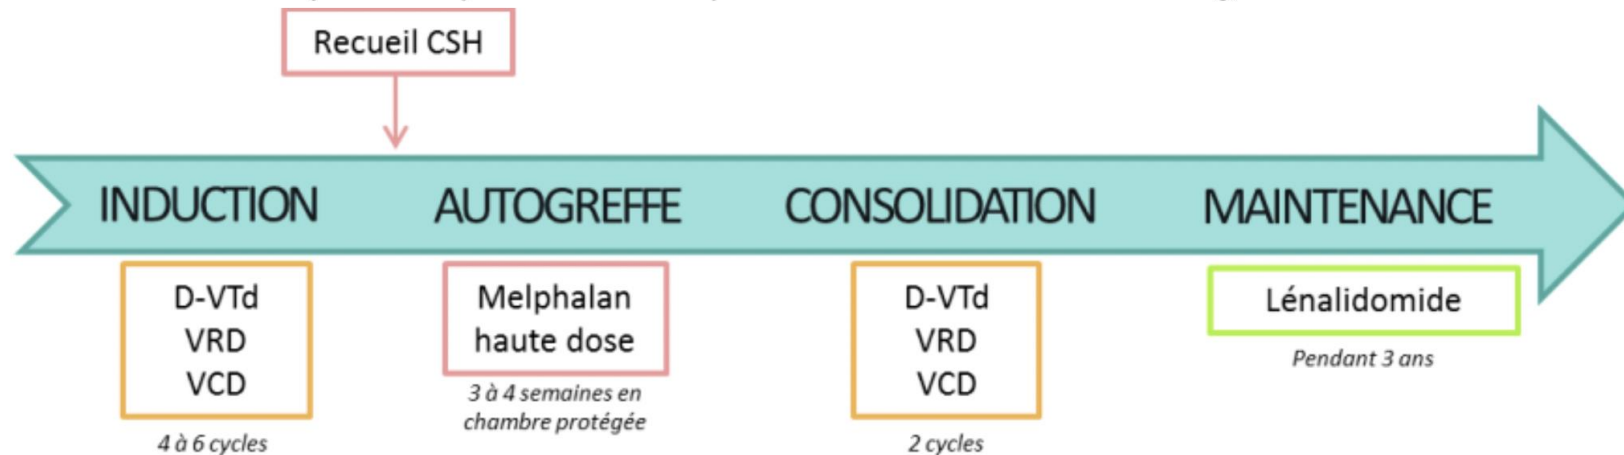 Recueil CSH
INDUCTION
AUTOGREFFE
CONSOLIDATION
MAINTENANCE
D-VTd
VRD
VCD
4 à 6 cycles
Melphalan
haute dose
3 à 4 semaines en
chambre protégée
D-VTd
VRD
VCD
2 cycles
Lénalidomide
Pendant 3 ans